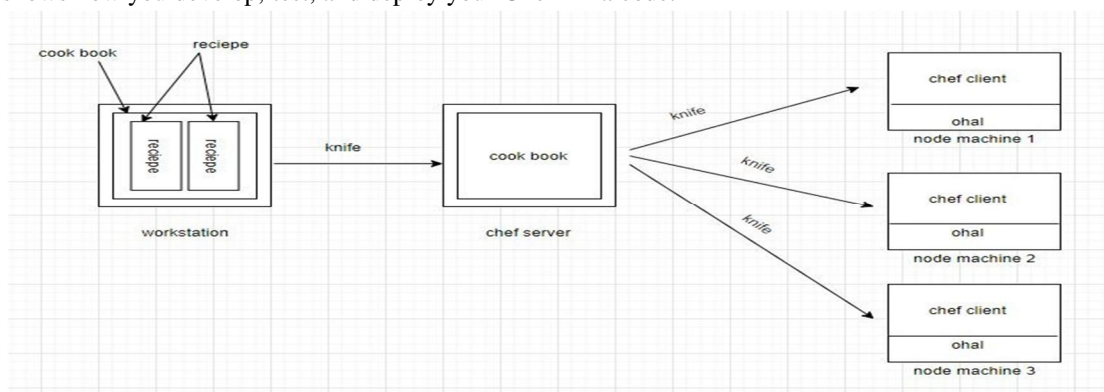 reciepe
cook book
reciepe
reciepe
knife
cook book
workstation
chef server
knife
knife
knife
chef client
ohal
node machine 1
chef client
ohal
node machine 2
chef client
ohal
node machine 3